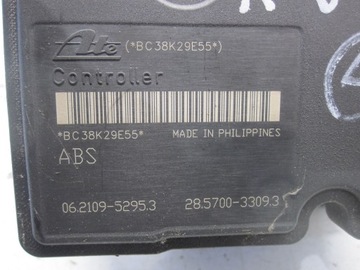 Ate (*BC38K29E55*)
Controller
*BC38K29E55* MADE IN PHILIPPINES
ABS
06.2109-5295.3 28.5700-3309.3